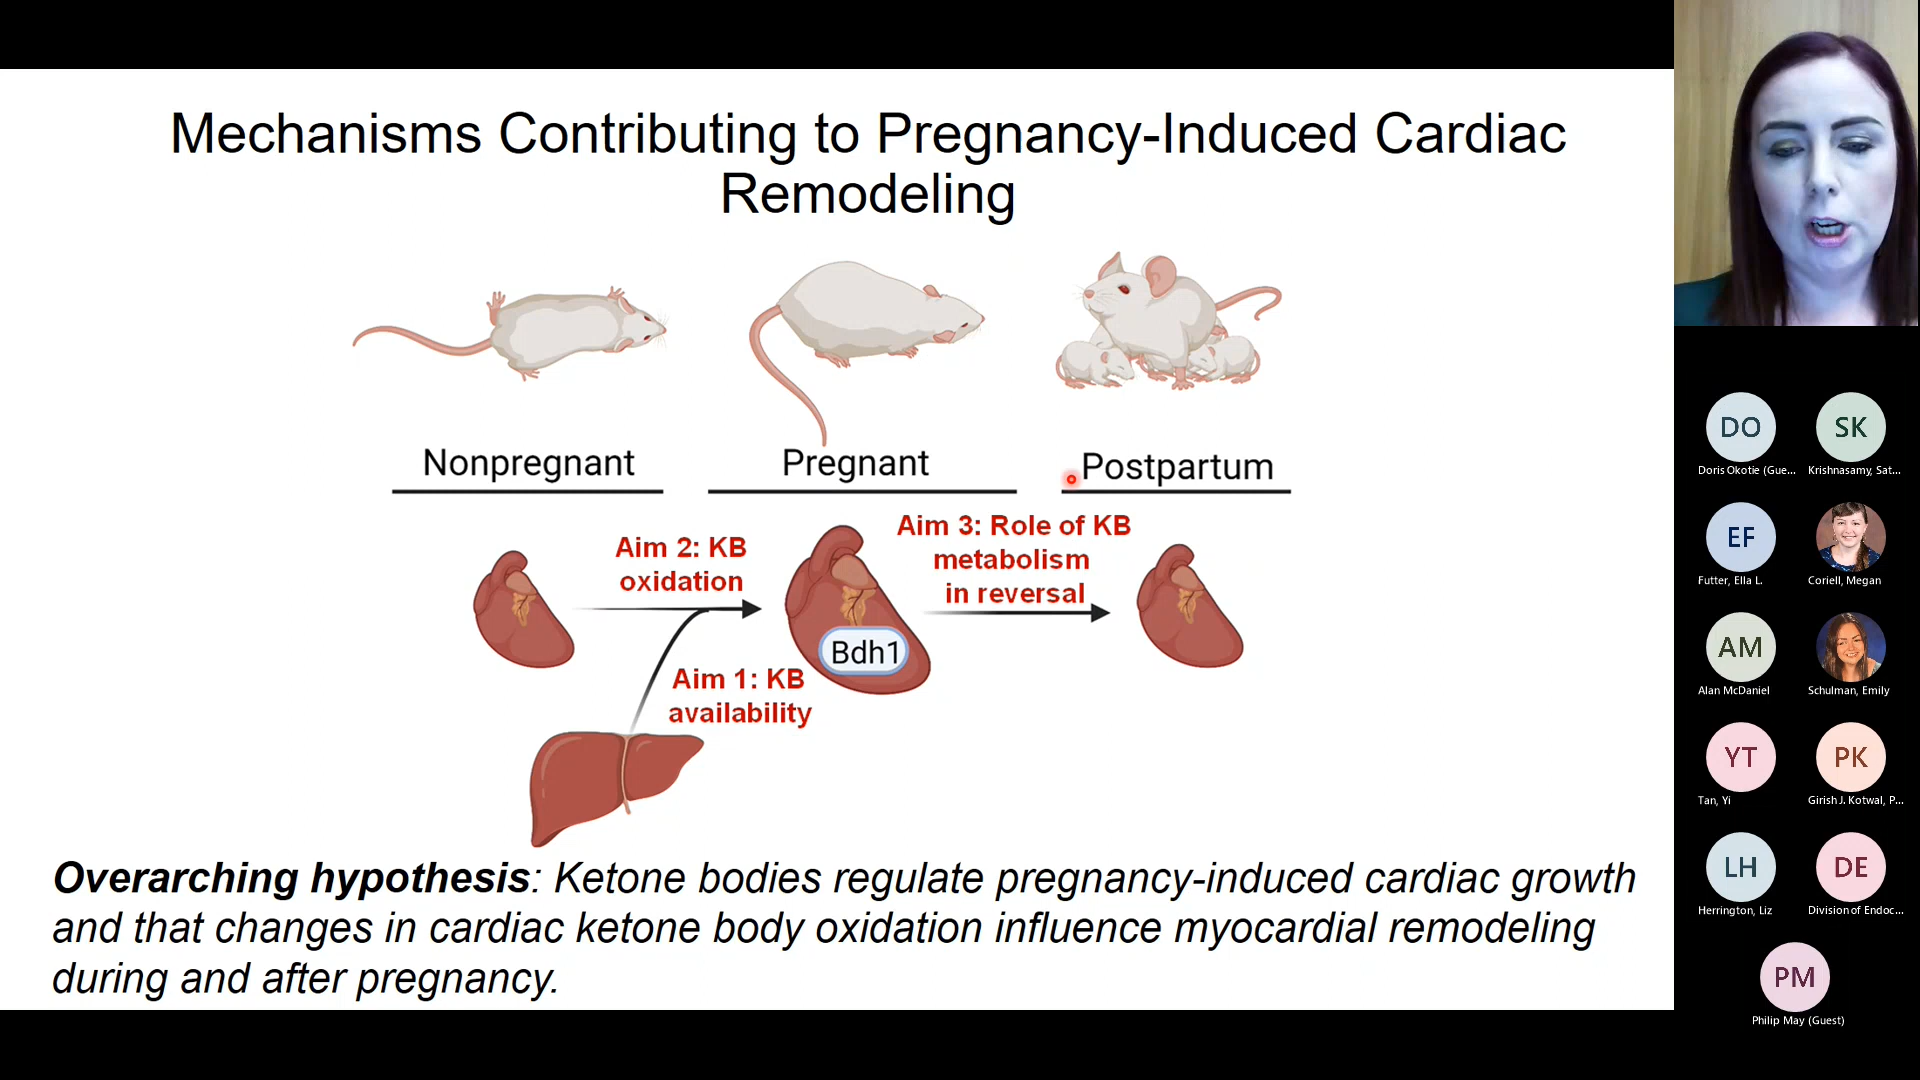 Mechanisms Contributing to Pregnancy-Induced Cardiac
Remodeling
Nonpregnant
Pregnant
Postpartum
Aim 2: KB
oxidation
Aim 3: Role of KB
metabolism
in reversal
Bdh1
Aim 1: KB
availability
Overarching hypothesis: Ketone bodies regulate pregnancy-induced cardiac growth
and that changes in cardiac ketone body oxidation influence myocardial remodeling
during and after pregnancy.
DO
SK
Doris Okotie (Gue...
Krishnasamy, Sat...
EF
Futter, Ella L.
Coriell, Megan
AM
Alan McDaniel
Schulman, Emily
YT
PK
Tan, Yi
Girish J. Kotwal, P...
LH
DE
Herrington, Liz
Division of Endoc...
PM
Philip May (Guest)